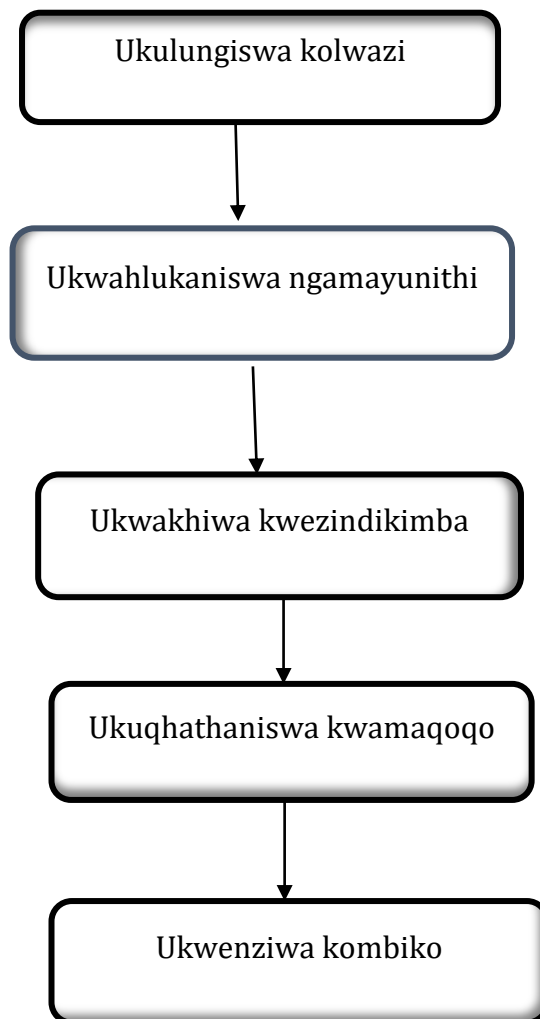 Ukulungiswa kolwazi
Ukwahlukaniswa ngamayunithi
Ukwakhiwa kwezindikimba
Ukuqhathaniswa kwamaqoqo
Ukwenziwa kombiko